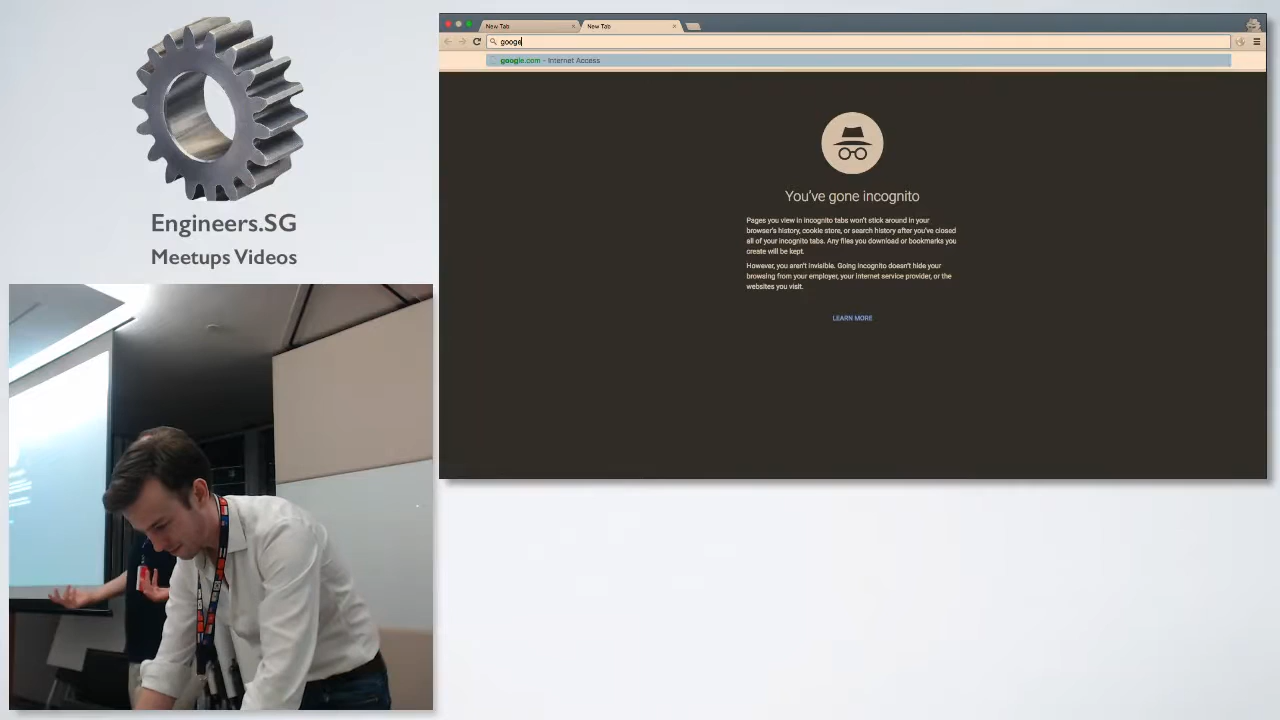 Engineers.SG
Meetups Videos
New Tab
New Tab
googe
google.com - Internet Access
You've gone incognito
Pages you view in incognito tabs won't stick around in your
browser's history, cookie store, or search history after you've closed
all of your incognito tabs. Any files you download or bookmarks you
create will be kept.
However, you aren't invisible. Going incognito doesn't hide your
browsing from your employer, your internet service provider, or the
websites you visit.
LEARN MORE